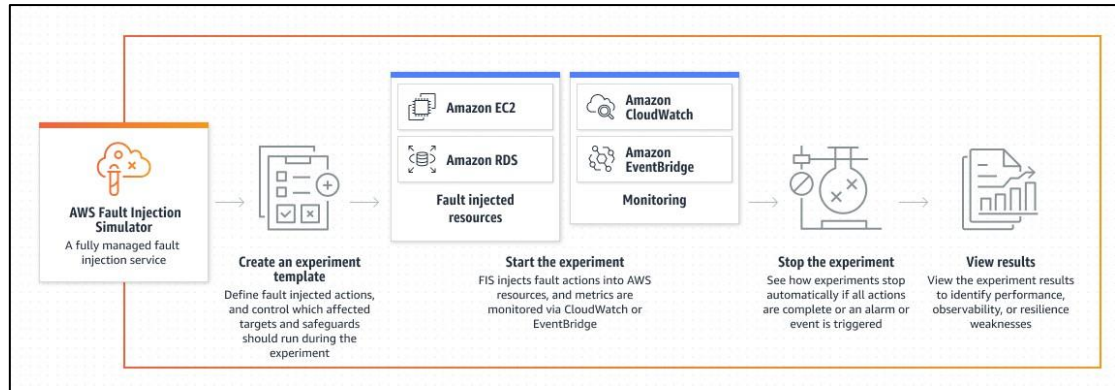 AWS Fault Injection
Simulator
A fully managed fault
injection service
Create an experiment
template
Define fault injected actions,
and control which affected
targets and safeguards
should run during the
experiment
Amazon EC2
Amazon RDS
Fault injected
resources
Amazon
CloudWatch
Amazon
EventBridge
Monitoring
Start the experiment
FIS injects fault actions into AWS
resources, and metrics are
monitored via CloudWatch or
EventBridge
Stop the experiment
See how experiments stop
automatically if all actions
are complete or an alarm or
event is triggered
View results
View the experiment results
to identify performance,
observability, or resilience
weaknesses